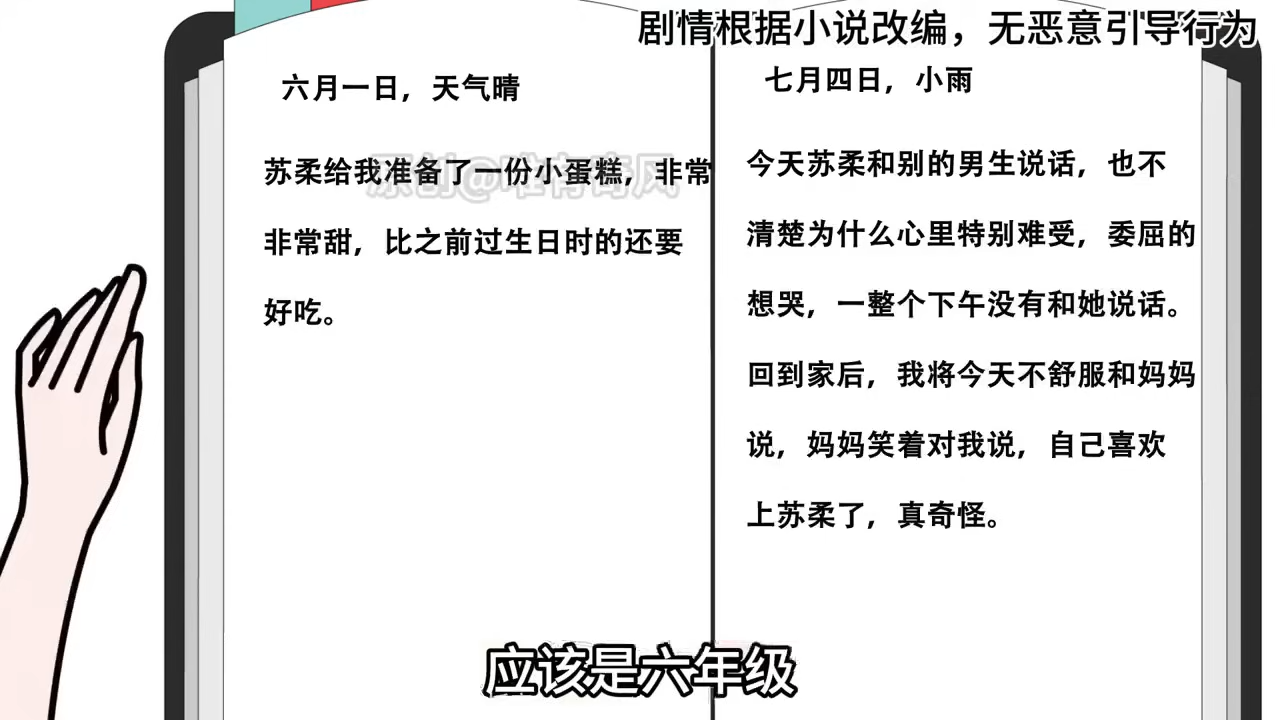 剧情根据小说改编，无恶意引导行为
六月一日，天气晴
苏柔给我准备了一份小蛋糕，非常
非常甜，比之前过生日时的还要
好吃。
七月四日，小雨
今天苏柔和别的男生说话，也不
清楚为什么心里特别难受，委屈的
想哭，一整个下午没有和她说话。
回到家后，我将今天不舒服和妈妈
说，妈妈笑着对我说，自己喜欢
上苏柔了，真奇怪。
应该是六年级